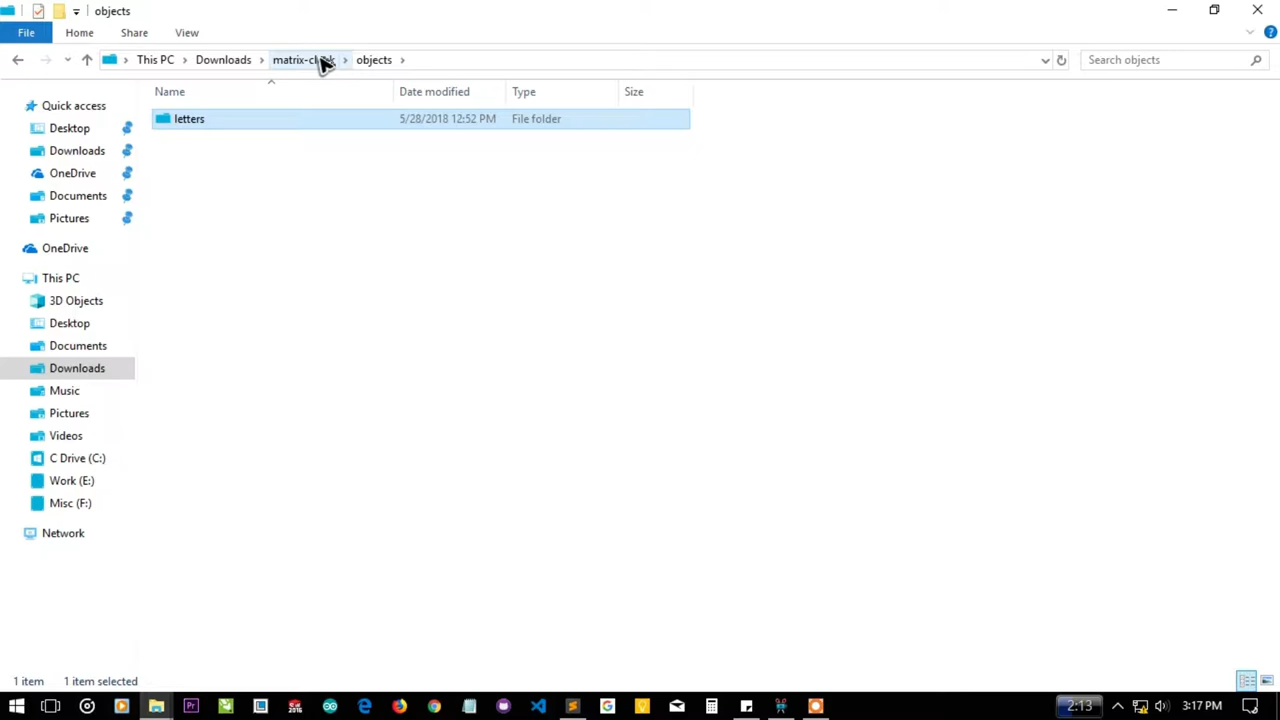 objects
File Home Share View
This PC Downloads objects Search objects
Name Date modified Type Size
letters 5/28/2018 12:52 PM File folder
Quick access
Desktop
Downloads
OneDrive
Documents
Pictures
OneDrive
This PC
3D Objects
Desktop
Documents
Downloads
Music
Pictures
Videos
C Drive (C:)
Work (E:)
Misc (F:)
Network
1 item 1 item selected
2:13 3:17 PM